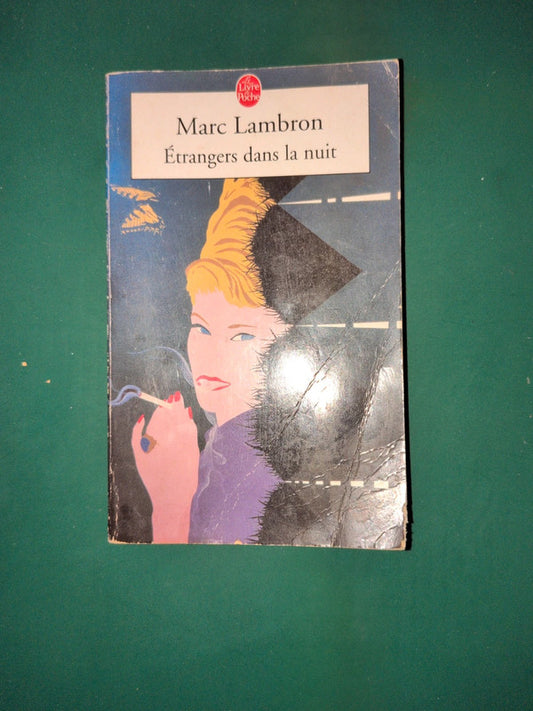 Le
Livre
de
Poche
Marc Lambron
Étrangers dans la nuit